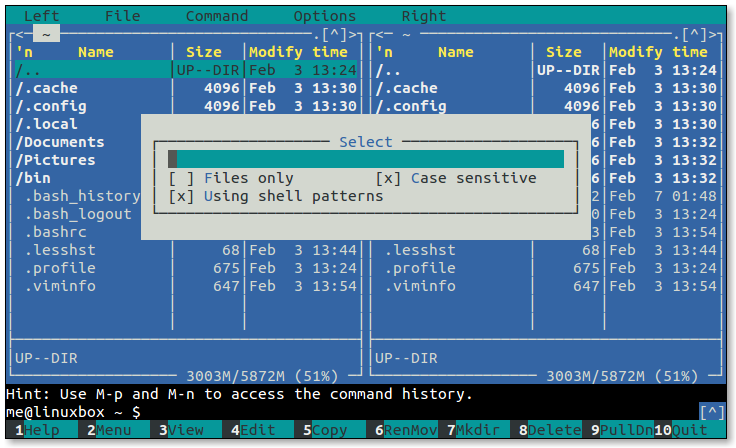 Left File Command Options Right
~ .[^]> ~ .[^]>
'n Name Size Modify time 'n Name Size Modify time
/.. UP--DIR Feb 3 13:24 /.. UP--DIR Feb 3 13:24
/.cache 4096 Feb 3 13:30 /.cache 4096 Feb 3 13:30
/.config 4096 Feb 3 13:30 /.config 4096 Feb 3 13:30
/.local 6 Feb 3 13:30
/Documents Select 6 Feb 3 13:32
/Pictures 6 Feb 3 13:32
/bin [ ] Files only [x] Case sensitive 6 Feb 3 13:32
.bash_history [x] Using shell patterns 2 Feb 7 01:48
.bash_logout 0 Feb 3 13:24
.bashrc 3 Feb 3 13:54
.lesshst 68 Feb 3 13:44 .lesshst 68 Feb 3 13:44
.profile 675 Feb 3 13:24 .profile 675 Feb 3 13:24
.viminfo 647 Feb 3 13:54 .viminfo 647 Feb 3 13:54
UP--DIR UP--DIR
3003M/5872M (51%) 3003M/5872M (51%)
Hint: Use M-p and M-n to access the command history.
me@linuxbox ~ $ [^]
1Help 2Menu 3View 4Edit 5Copy 6RenMov 7Mkdir 8Delete 9PullDn 10Quit